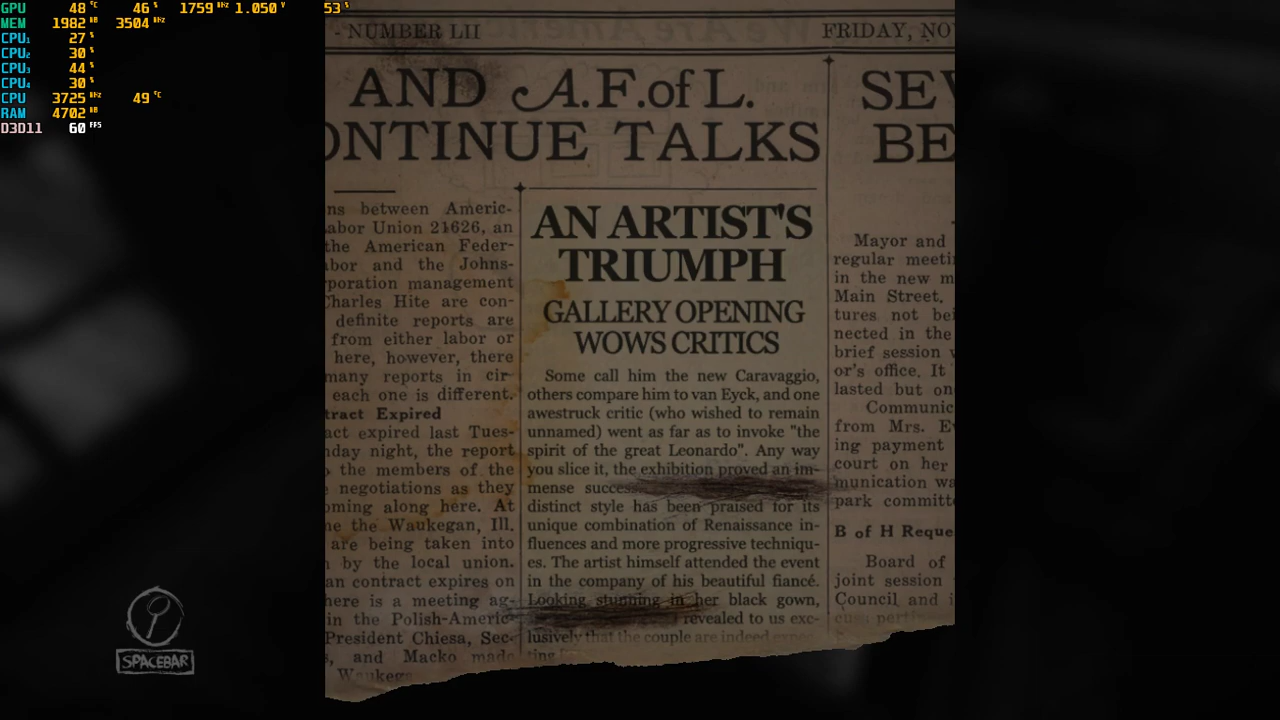 GPU 48 °C 46 % 1759 MHz 1.050 V 53 %
MEM 1982 MB 3504 MHz
CPU1 27 %
CPU2 30 %
CPU3 44 %
CPU4 30 %
CPU 3725 MHz 49 °C
RAM 4702 MB
D3D11 60 FPS
- NUMBER LII
FRIDAY, NO
AND A.F.of L.
ONTINUE TALKS
SEV
BE
ns between Americ-
abor Union 21626, an
the American Feder-
abor and the Johns-
rporation management
Charles Hite are con-
definite reports are
from either labor or
here, however, there
many reports in cir-
each one is different.
tract Expired
act expired last Tues-
day night, the report
o the members of the
negotiations as they
oming along here. At
ne the Waukegan, Ill.
are being taken into
n by the local union.
an contract expires on
here is a meeting ag-
in the Polish-Americ-
President Chiesa, Sec-
s, and Macko made
Waukega
AN ARTIST'S
TRIUMPH
GALLERY OPENING
WOWS CRITICS
Some call him the new Caravaggio,
others compare him to van Eyck, and one
awestruck critic (who wished to remain
unnamed) went as far as to invoke "the
spirit of the great Leonardo". Any way
you slice it, the exhibition proved an im-
mense success
distinct style has been praised for its
unique combination of Renaissance in-
fluences and more progressive techniqu-
es. The artist himself attended the event
in the company of his beautiful fiancé.
Looking stunning in her black gown,
revealed to us exc-
lusively that the couple are indeed expec-
ting
Mayor and
regular meetin
in the new m
Main Street,
tures not bei
nected in the
brief session w
or's office. It
lasted but on
Communic
from Mrs. Ev
ing payment
court on her
munication wa
park committe
B of H Reque
Board of
joint session
Council and i
SPACEBAR